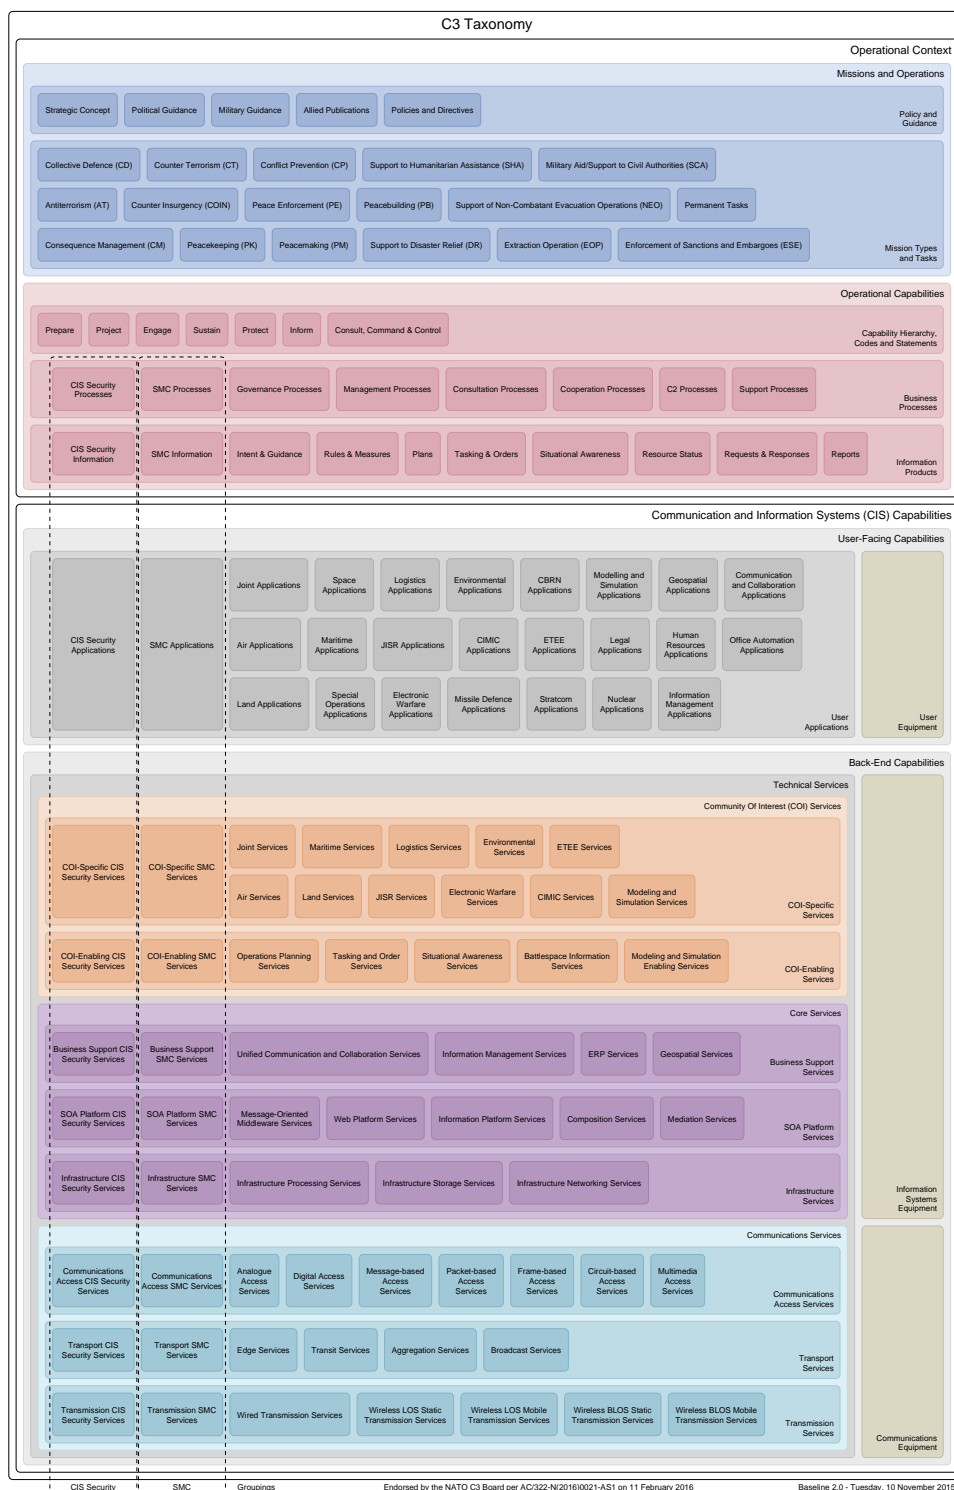 C3 Taxonomy
Operational Context
Missions and Operations
Strategic Concept
Political Guidance
Military Guidance
Allied Publications
Policies and Directives
Policy and
Guidance
Collective Defence (CD)
Counter Terrorism (CT)
Conflict Prevention (CP)
Support to Humanitarian Assistance (SHA)
Military Aid/Support to Civil Authorities (SCA)
Antiterrorism (AT)
Counter Insurgency (COIN)
Peace Enforcement (PE)
Peacebuilding (PB)
Support of Non-Combatant Evacuation Operations (NEO)
Permanent Tasks
Consequence Management (CM)
Peacekeeping (PK)
Peacemaking (PM)
Support to Disaster Relief (DR)
Extraction Operation (EOP)
Enforcement of Sanctions and Embargoes (ESE)
Mission Types
and Tasks
Operational Capabilities
Prepare
Project
Engage
Sustain
Protect
Inform
Consult, Command & Control
Capability Hierarchy,
Codes and Statements
CIS Security
Processes
SMC Processes
Governance Processes
Management Processes
Consultation Processes
Cooperation Processes
C2 Processes
Support Processes
Business
Processes
CIS Security
Information
SMC Information
Intent & Guidance
Rules & Measures
Plans
Tasking & Orders
Situational Awareness
Resource Status
Requests & Responses
Reports
Information
Products
Communication and Information Systems (CIS) Capabilities
User-Facing Capabilities
CIS Security
Applications
SMC Applications
Joint Applications
Space
Applications
Logistics
Applications
Environmental
Applications
CBRN
Applications
Modelling and
Simulation
Applications
Geospatial
Applications
Communication
and Collaboration
Applications
Air Applications
Maritime
Applications
JISR Applications
CIMIC
Applications
ETEE
Applications
Legal
Applications
Human
Resources
Applications
Office Automation
Applications
Land Applications
Special
Operations
Applications
Electronic
Warfare
Applications
Missile Defence
Applications
Stratcom
Applications
Nuclear
Applications
Information
Management
Applications
User
Applications
User
Equipment
Back-End Capabilities
Technical Services
Community Of Interest (COI) Services
COI-Specific CIS
Security Services
COI-Specific SMC
Services
Joint Services
Maritime Services
Logistics Services
Environmental
Services
ETEE Services
Air Services
Land Services
JISR Services
Electronic Warfare
Services
CIMIC Services
Modeling and
Simulation Services
COI-Specific
Services
COI-Enabling CIS
Security Services
COI-Enabling SMC
Services
Operations Planning
Services
Tasking and Order
Services
Situational Awareness
Services
Battlespace Information
Services
Modeling and Simulation
Enabling Services
COI-Enabling
Services
Core Services
Business Support CIS
Security Services
Business Support
SMC Services
Unified Communication and Collaboration Services
Information Management Services
ERP Services
Geospatial Services
Business Support
Services
SOA Platform CIS
Security Services
SOA Platform SMC
Services
Message-Oriented
Middleware Services
Web Platform Services
Information Platform Services
Composition Services
Mediation Services
SOA Platform
Services
Infrastructure CIS
Security Services
Infrastructure SMC
Services
Infrastructure Processing Services
Infrastructure Storage Services
Infrastructure Networking Services
Infrastructure
Services
Information
Systems
Equipment
Communications Services
Communications
Access CIS Security
Services
Communications
Access SMC Services
Analogue
Access
Services
Digital Access
Services
Message-based
Access
Services
Packet-based
Access
Services
Frame-based
Access
Services
Circuit-based
Access
Services
Multimedia
Access
Services
Communications
Access Services
Transport CIS
Security Services
Transport SMC
Services
Edge Services
Transit Services
Aggregation Services
Broadcast Services
Transport
Services
Transmission CIS
Security Services
Transmission SMC
Services
Wired Transmission Services
Wireless LOS Static
Transmission Services
Wireless LOS Mobile
Transmission Services
Wireless BLOS Static
Transmission Services
Wireless BLOS Mobile
Transmission Services
Transmission
Services
Communications
Equipment
CIS Security
SMC
Groupings
Endorsed by the NATO C3 Board per AC/322-N(2016)0021-AS1 on 11 February 2016
Baseline 2.0 - Tuesday, 10 November 2015